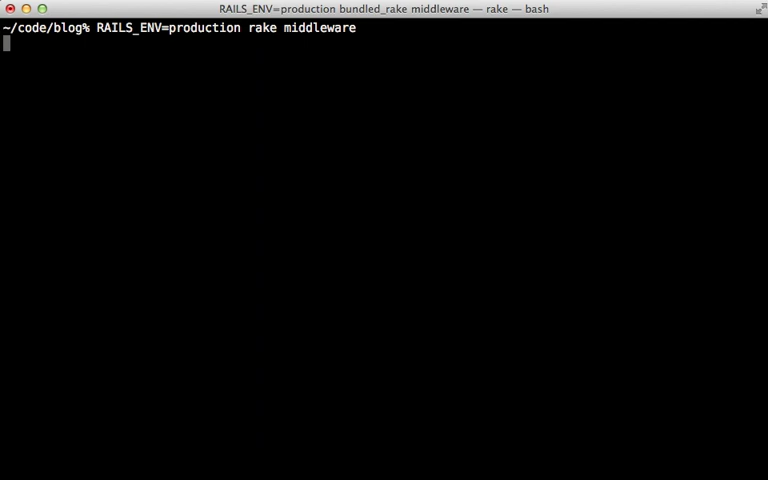 RAILS_ENV=production bundled_rake middleware — rake — bash
~/code/blog% RAILS_ENV=production rake middleware